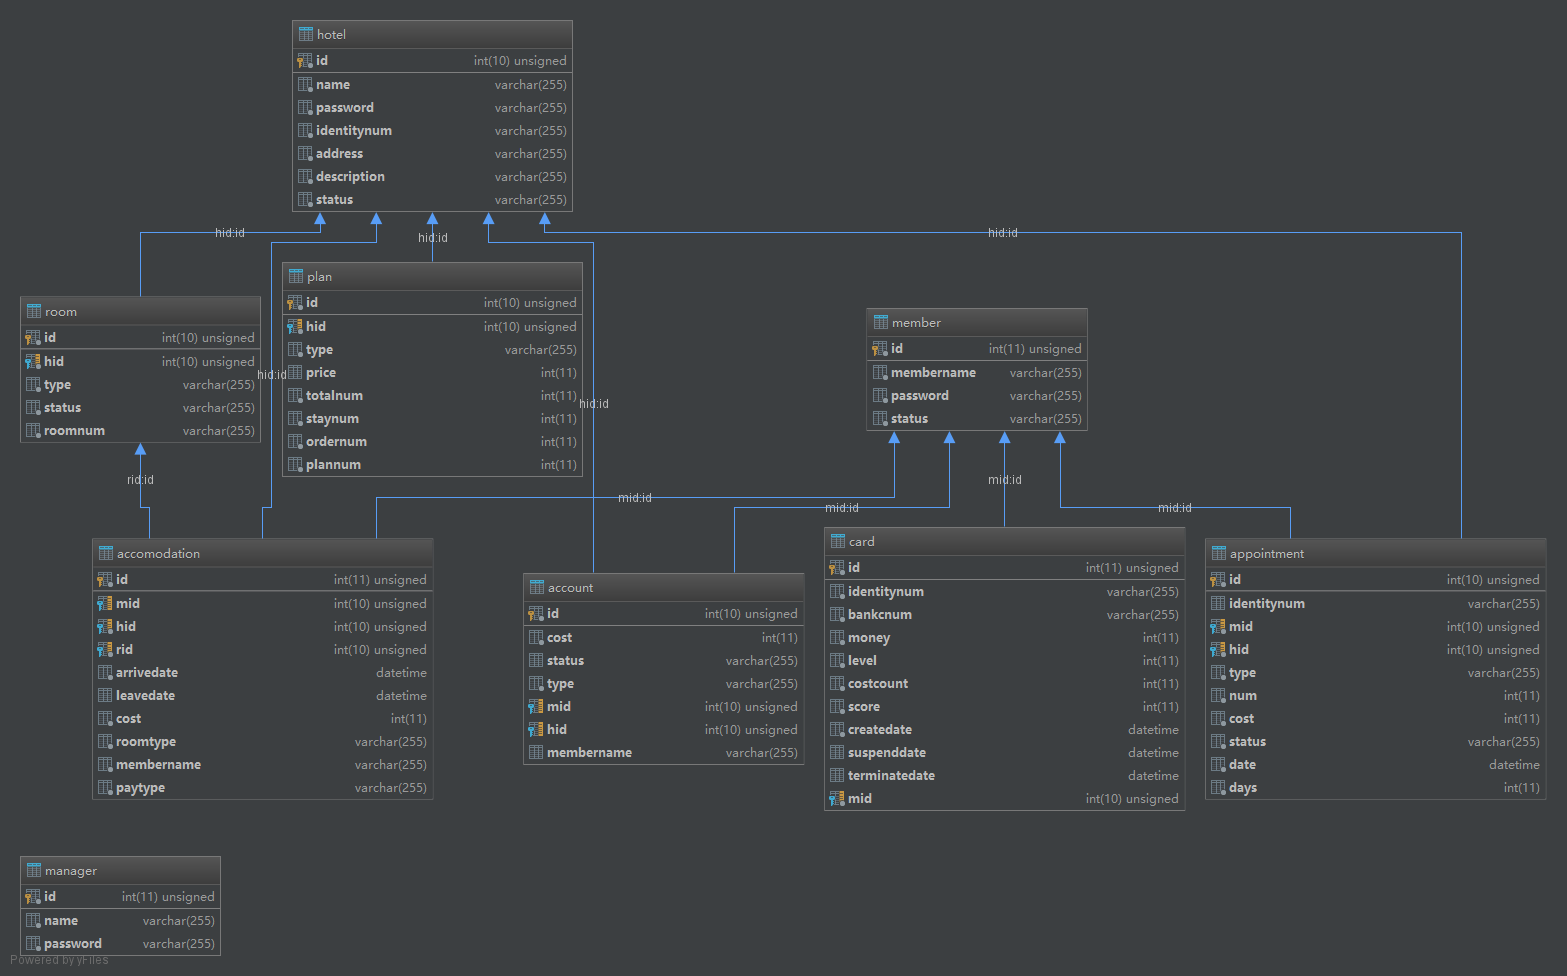 hotel
id int(10) unsigned
name varchar(255)
password varchar(255)
identitynum varchar(255)
address varchar(255)
description varchar(255)
status varchar(255)
hid:id
hid:id
hid:id
plan
id int(10) unsigned
hid int(10) unsigned
type varchar(255)
price int(11)
totalnum int(11)
staynum int(11)
ordernum int(11)
plannum int(11)
room
id int(10) unsigned
hid int(10) unsigned
type varchar(255)
status varchar(255)
roomnum varchar(255)
hid:id
hid:id
member
id int(11) unsigned
membername varchar(255)
password varchar(255)
status varchar(255)
rid:id
mid:id
mid:id
mid:id
mid:id
accomodation
id int(11) unsigned
mid int(10) unsigned
hid int(10) unsigned
rid int(10) unsigned
arrivedate datetime
leavedate datetime
cost int(11)
roomtype varchar(255)
membername varchar(255)
paytype varchar(255)
account
id int(10) unsigned
cost int(11)
status varchar(255)
type varchar(255)
mid int(10) unsigned
hid int(10) unsigned
membername varchar(255)
card
id int(11) unsigned
identitynum varchar(255)
bankcnum varchar(255)
money int(11)
level int(11)
costcount int(11)
score int(11)
createdate datetime
suspenddate datetime
terminatedate datetime
mid int(10) unsigned
appointment
id int(10) unsigned
identitynum varchar(255)
mid int(10) unsigned
hid int(10) unsigned
type varchar(255)
num int(11)
cost int(11)
status varchar(255)
date datetime
days int(11)
manager
id int(11) unsigned
name varchar(255)
password varchar(255)
Powered by yFiles